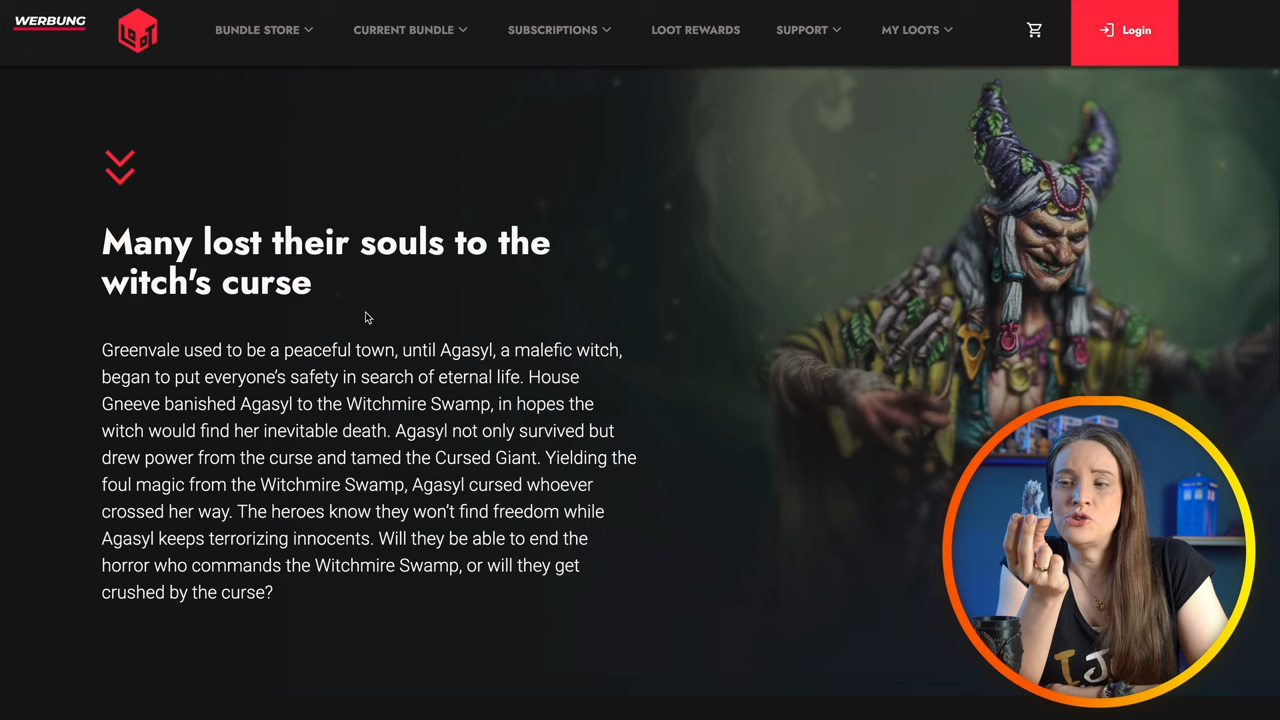 WERBUNG
LOOT
BUNDLE STORE
CURRENT BUNDLE
SUBSCRIPTIONS
LOOT REWARDS
SUPPORT
MY LOOTS
Login
Many lost their souls to the
witch's curse
Greenvale used to be a peaceful town, until Agasyl, a malefic witch,
began to put everyone's safety in search of eternal life. House
Gneeve banished Agasyl to the Witchmire Swamp, in hopes the
witch would find her inevitable death. Agasyl not only survived but
drew power from the curse and tamed the Cursed Giant. Yielding the
foul magic from the Witchmire Swamp, Agasyl cursed whoever
crossed her way. The heroes know they won't find freedom while
Agasyl keeps terrorizing innocents. Will they be able to end the
horror who commands the Witchmire Swamp, or will they get
crushed by the curse?